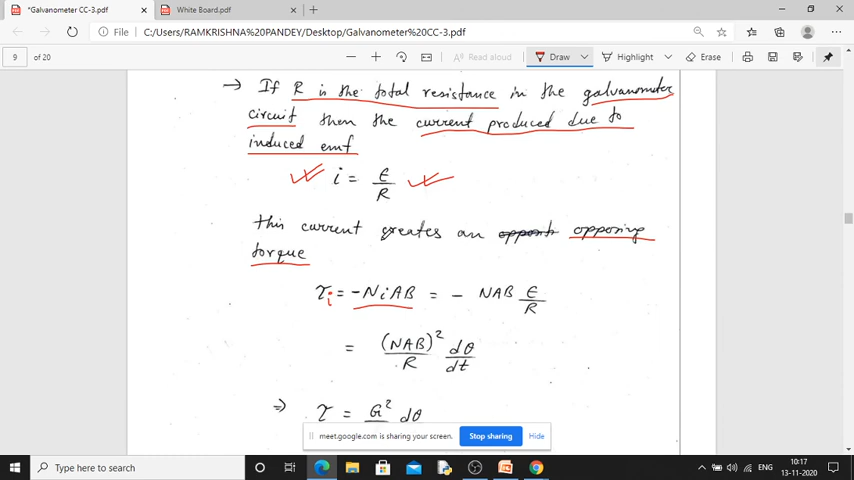 *Galvanometer CC-3.pdf
White Board.pdf
C:/Users/RAMKRISHNA%20PANDEY/Desktop/Galvanometer%20CC-3.pdf
9 of 20
Read aloud
Draw
Highlight
Erase
→ If R is the total resistance in the galvanometer
circuit then the current produced due to
induced emf
i = E/R
This current greates an opposing
torque
τi = -NiAB = - NAB E/R
= (NAB)²/R dθ/dt
⇒ τ = G² dθ
meet.google.com is sharing your screen.
Stop sharing
Hide
Type here to search
ENG
10:17
13-11-2020